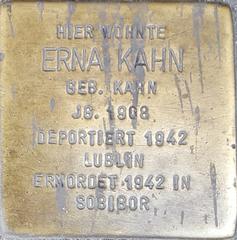 HIER WOHNTE
ERNA KAHN
GEB. KAHN
JG. 1908
DEPORTIERT 1942
LUBLIN
ERMORDET 1942 IN
SOBIBOR